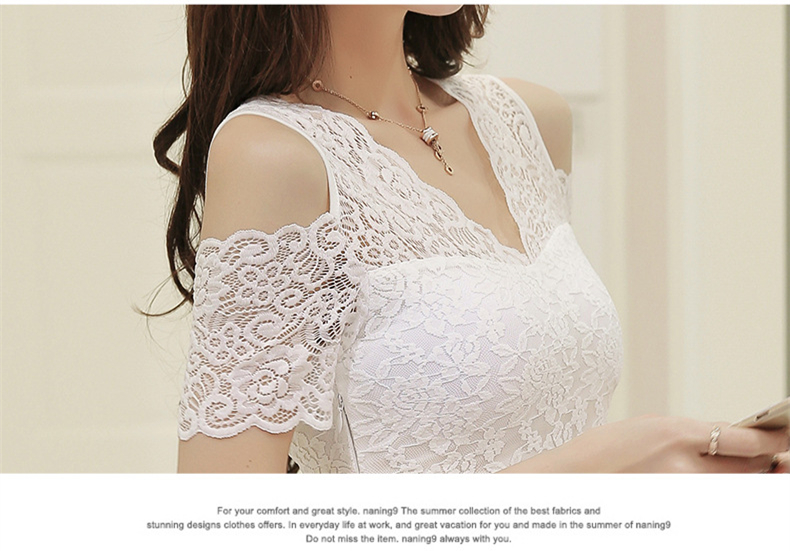 For your comfort and great style. naning9 The summer collection of the best fabrics and
stunning designs clothes offers. In everyday life at work, and great vacation for you and made in the summer of naning9
Do not miss the item. naning9 always with you.